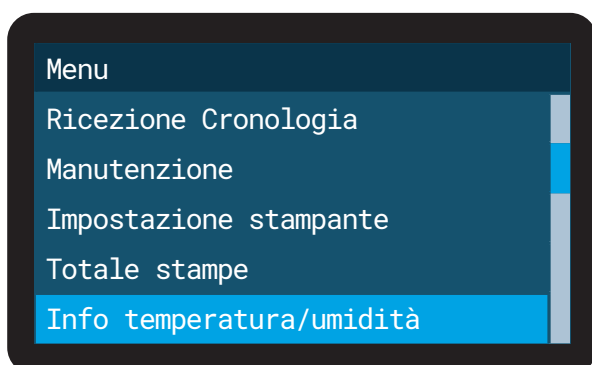 Menu
Ricezione Cronologia
Manutenzione
Impostazione stampante
Totale stampe
Info temperatura/umidità